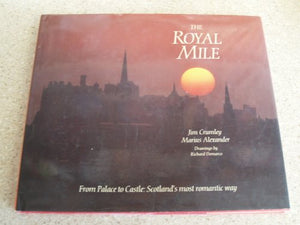 THE
ROYAL
MILE
Jim Crumley
Marius Alexander
Drawings by
Richard Demarco
From Palace to Castle: Scotland's most romantic way